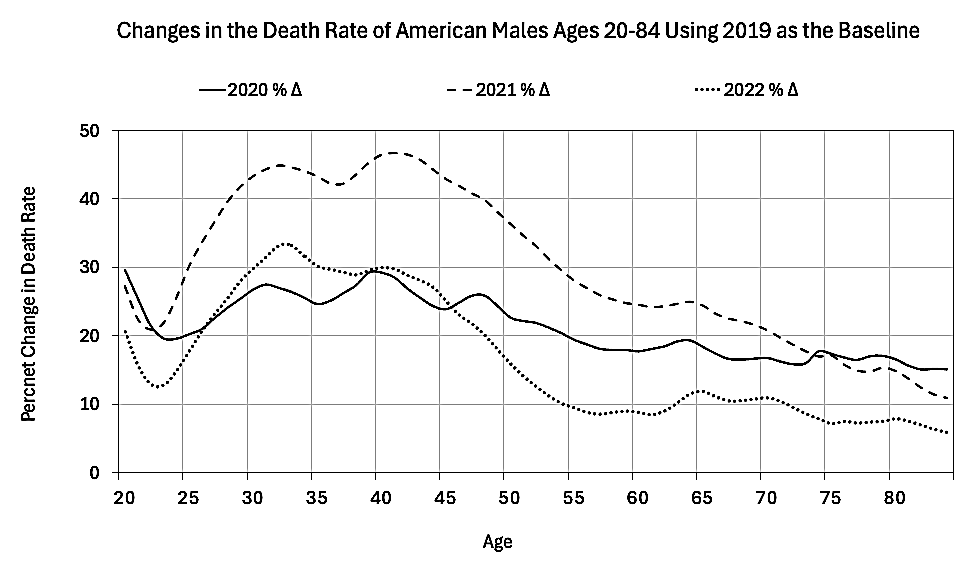 Changes in the Death Rate of American Males Ages 20-84 Using 2019 as the Baseline
2020 % Δ 2021 % Δ 2022 % Δ
Percnet Change in Death Rate
50
40
30
20
10
0
20 25 30 35 40 45 50 55 60 65 70 75 80
Age